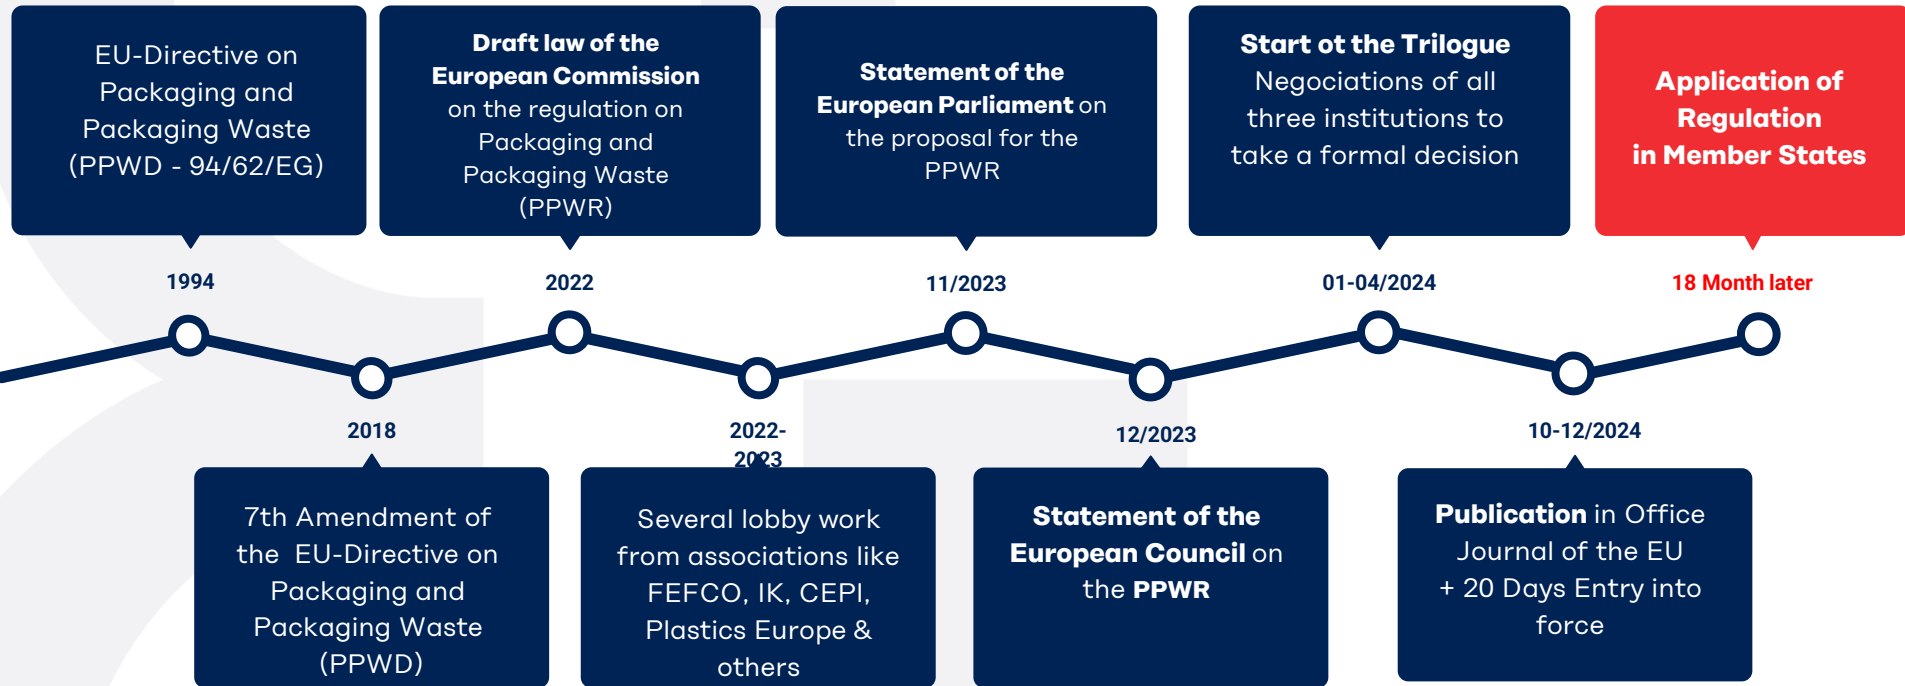 EU-Directive on
Packaging and
Packaging Waste
(PPWD - 94/62/EG)
1994
2018
7th Amendment of
the EU-Directive on
Packaging and
Packaging Waste
(PPWD)
Draft law of the
European Commission
on the regulation on
Packaging and
Packaging Waste
(PPWR)
2022
2022-
2023
Several lobby work
from associations like
FEFCO, IK, CEPI,
Plastics Europe &
others
Statement of the
European Parliament on
the proposal for the
PPWR
11/2023
12/2023
Statement of the
European Council on
the PPWR
Start ot the Trilogue
Negociations of all
three institutions to
take a formal decision
01-04/2024
10-12/2024
Publication in Office
Journal of the EU
+ 20 Days Entry into
force
Application of
Regulation
in Member States
18 Month later